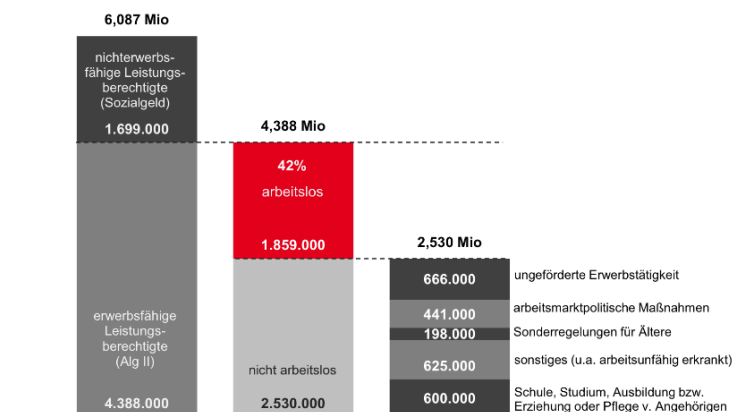 6,087 Mio
nichterwerbs-
fähige Leistungs-
berechtigte
(Sozialgeld)
1.699.000
erwerbsfähige
Leistungs-
berechtigte
(Alg II)
4.388.000
4,388 Mio
42%
arbeitslos
1.859.000
nicht arbeitslos
2.530.000
2,530 Mio
666.000 ungeförderte Erwerbstätigkeit
441.000 arbeitsmarktpolitische Maßnahmen
198.000 Sonderregelungen für Ältere
625.000 sonstiges (u.a. arbeitsunfähig erkrankt)
600.000 Schule, Studium, Ausbildung bzw.
Erziehung oder Pflege v. Angehörigen